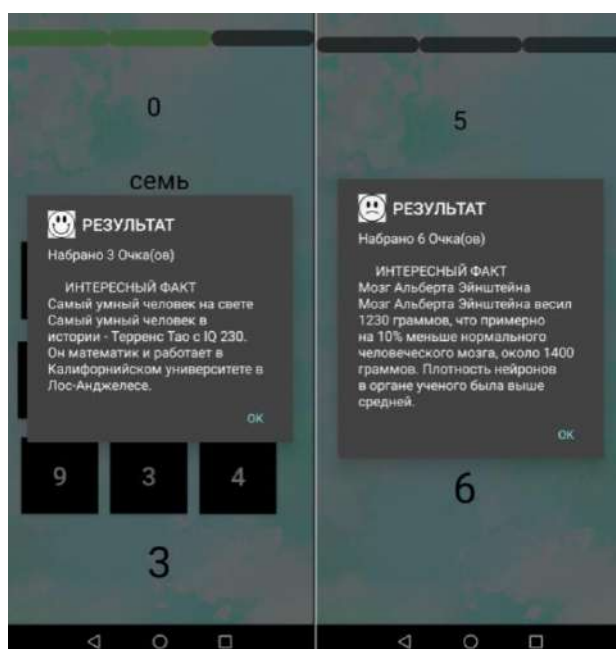 0
семь
РЕЗУЛЬТАТ
Набрано 3 Очка(ов)
ИНТЕРЕСНЫЙ ФАКТ
Самый умный человек на свете
Самый умный человек в
истории - Терренс Тао с IQ 230.
Он математик и работает в
Калифорнийском университете в
Лос-Анджелесе.
OK
9 3 4
3
5
РЕЗУЛЬТАТ
Набрано 6 Очка(ов)
ИНТЕРЕСНЫЙ ФАКТ
Мозг Альберта Эйнштейна
Мозг Альберта Эйнштейна весил
1230 граммов, что примерно
на 10% меньше нормального
человеческого мозга, около 1400
граммов. Плотность нейронов
в органе ученого была выше
средней.
OK
6